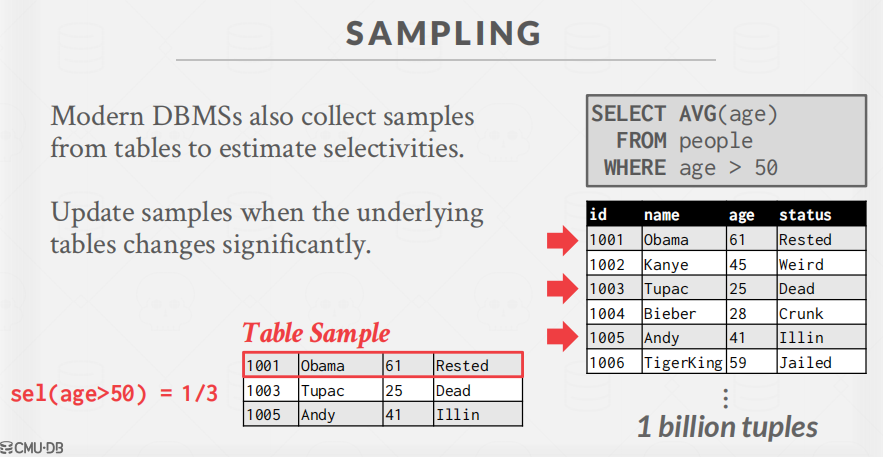 SAMPLING
Modern DBMSs also collect samples
from tables to estimate selectivities.
Update samples when the underlying
tables changes significantly.
SELECT AVG(age)
FROM people
WHERE age > 50
id name age status
1001 Obama 61 Rested
1002 Kanye 45 Weird
1003 Tupac 25 Dead
1004 Bieber 28 Crunk
1005 Andy 41 Illin
1006 TigerKing 59 Jailed
⋮
1 billion tuples
Table Sample
1001 Obama 61 Rested
1003 Tupac 25 Dead
1005 Andy 41 Illin
sel(age>50) = 1/3
CMU·DB